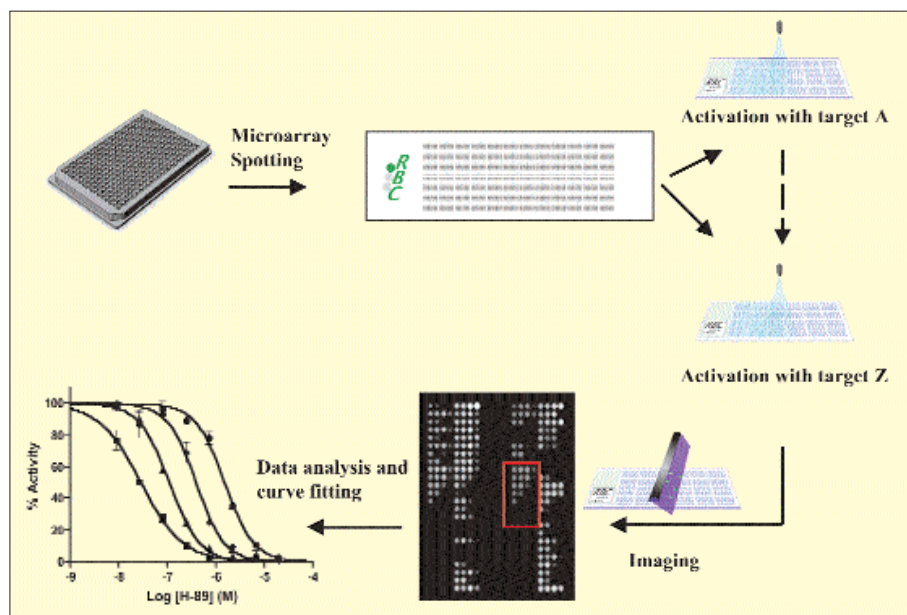 Microarray
Spotting
R
B
C
Activation with target A
Activation with target Z
Imaging
Data analysis and
curve fitting
% Activity
100
80
60
40
20
0
-9
-8
-7
-6
-5
-4
Log [H-89] (M)